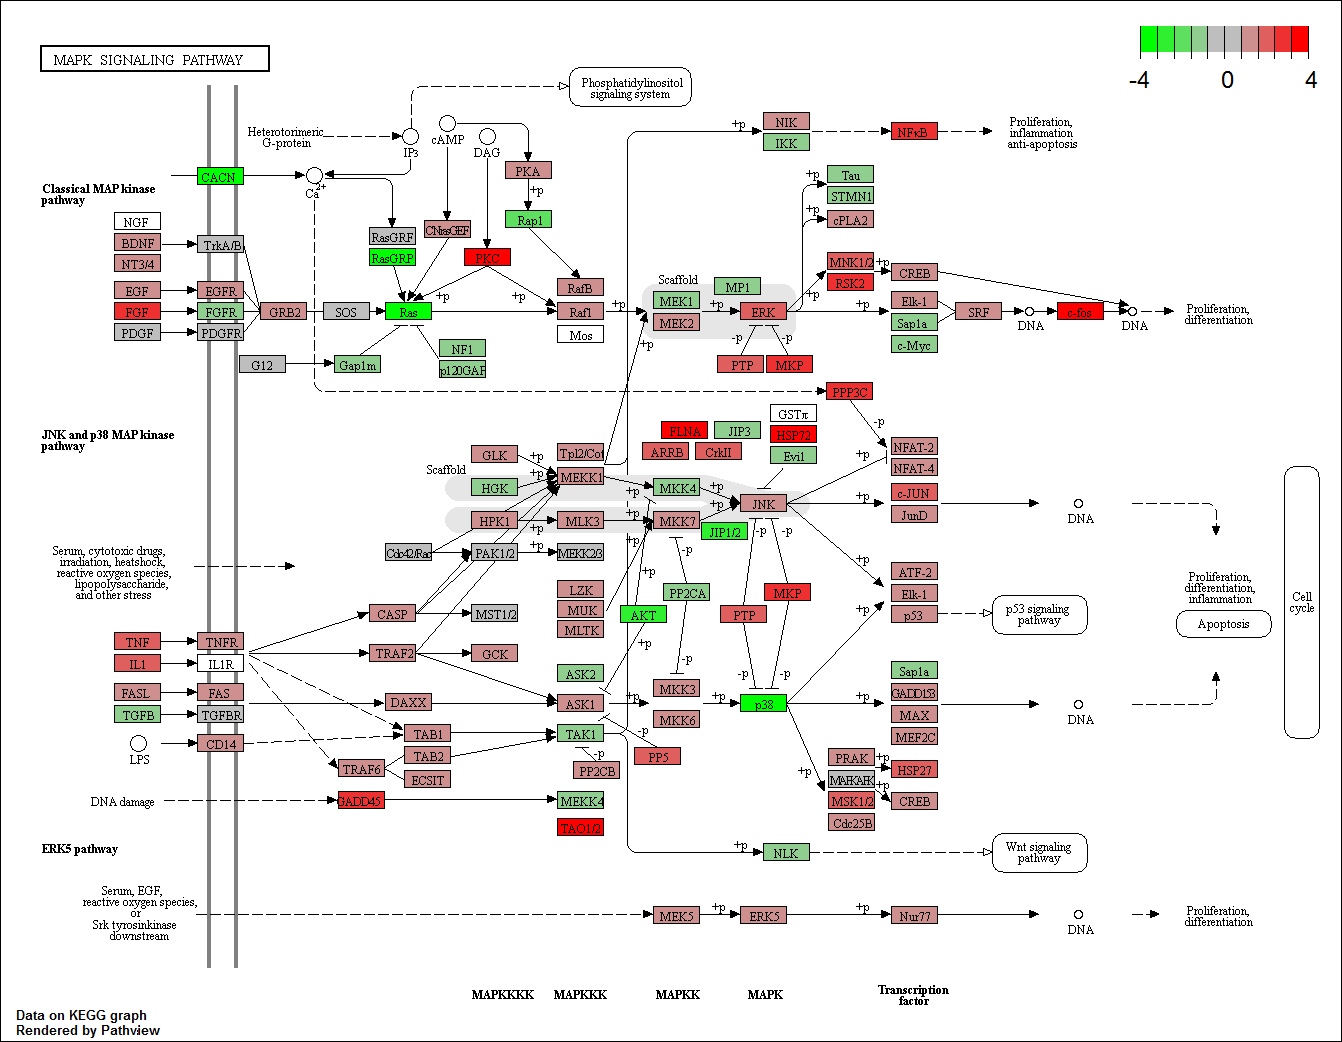 MAPK SIGNALING PATHWAY
-4 0 4
Phosphatidylinositol
signaling system
Heterotorimeric
G-protein
IP3
cAMP
DAG
+p
NIK
IKK
NFκB
Proliferation,
inflammation
anti-apoptosis
Classical MAP kinase
pathway
CACN
Ca2+
PKA
+p
Rap1
Tau
STMN1
cPLA2
+p
+p
NGF
BDNF
NT3/4
EGF
FGF
PDGF
TrkA/B
EGFR
FGFR
PDGFR
GRB2
SOS
G12
Gap1m
RasGRF
RasGRP
CNrasGEF
PKC
Ras
NF1
p120GAP
+p
+p
RafB
Raf1
Mos
+p
+p
Scaffold
MEK1
MEK2
MP1
+p
ERK
-p
-p
PTP
MKP
+p
+p
+p
MNK1/2
RSK2
+p
CREB
Elk-1
Sap1a
c-Myc
SRF
DNA
c-fos
DNA
Proliferation,
differentiation
PPP3C
-p
JNK and p38 MAP kinase
pathway
Scaffold
GLK
HGK
HPK1
+p
+p
+p
+p
Tpl2/Cot
MEKK1
MLK3
MEKK2/3
Cdc42/Rac
PAK1/2
FLNA
ARRB
CrkII
JIP3
GSTπ
HSP72
Evi1
MKK4
MKK7
+p
+p
+p
+p
+p
JIP1/2
JNK
-p
-p
-p
+p
+p
+p
+p
NFAT-2
NFAT-4
c-JUN
JunD
DNA
Serum, cytotoxic drugs,
irradiation, heatshock,
reactive oxygen species,
lipopolysaccharide,
and other stress
LZK
MUK
MLTK
+p
+p
AKT
PP2CA
-p
PTP
MKP
-p
-p
ATF-2
Elk-1
p53
p53 signaling
pathway
Proliferation,
differentiation,
inflammation
Apoptosis
Cell
cycle
CASP
MST1/2
TRAF2
GCK
TNF
IL1
FASL
TGFB
LPS
TNFR
IL1R
FAS
TGFBR
CD14
DAXX
ASK2
ASK1
TAK1
+p
MKK3
MKK6
+p
p38
+p
+p
Sap1a
GADD153
MAX
MEF2C
DNA
TAB1
TAB2
ECSIT
TRAF6
-p
-p
PP2CB
PP5
PRAK
MAPKAPK
MSK1/2
Cdc25B
+p
+p
HSP27
CREB
DNA damage
GADD45
MEKK4
TAO1/2
+p
NLK
Wnt signaling
pathway
ERK5 pathway
Serum, EGF,
reactive oxygen species,
or
Srk tyrosinkinase
downstream
MEK5
+p
ERK5
+p
Nur77
DNA
Proliferation,
differentiation
MAPKKKK
MAPKKK
MAPKK
MAPK
Transcription
factor
Data on KEGG graph
Rendered by Pathview